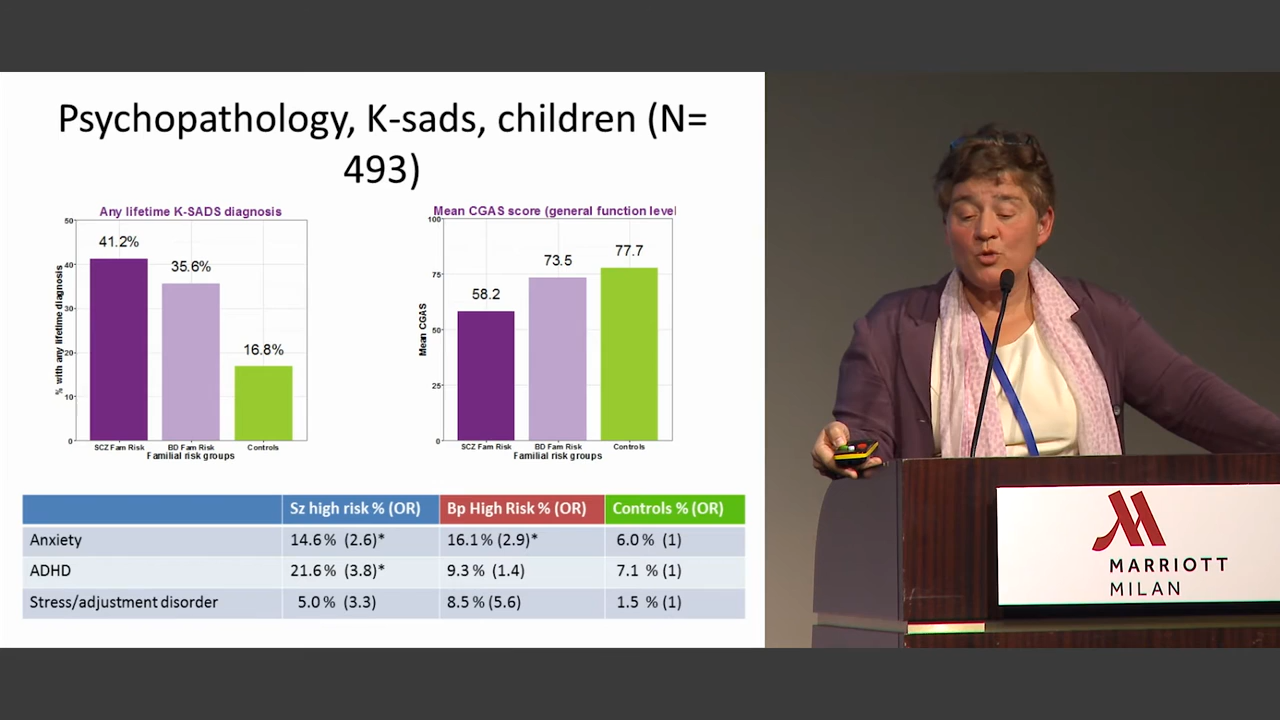 Psychopathology, K-sads, children (N=
493)
Any lifetime K-SADS diagnosis
% with any lifetime diagnosis
50
40
30
20
10
0
41.2%
35.6%
16.8%
SCZ Fam Risk BD Fam Risk Controls
Familial risk groups
Mean CGAS score (general function level
Mean CGAS
100
75
50
25
0
58.2
73.5
77.7
SCZ Fam Risk BD Fam Risk Controls
Familial risk groups
Sz high risk % (OR) Bp High Risk % (OR) Controls % (OR)
Anxiety 14.6% (2.6)* 16.1% (2.9)* 6.0% (1)
ADHD 21.6% (3.8)* 9.3% (1.4) 7.1 % (1)
Stress/adjustment disorder 5.0% (3.3) 8.5% (5.6) 1.5 % (1)
MARRIOTT
MILAN